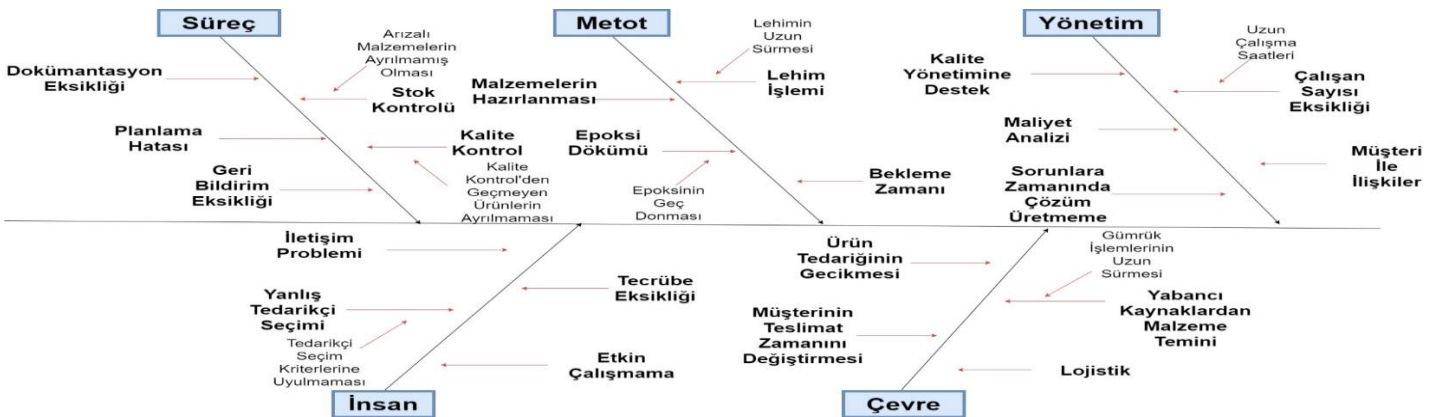 Süreç
Arızalı
Malzemelerin
Ayrılmamış
Olması
Dokümantasyon
Eksikliği
Stok
Kontrolü
Planlama
Hatası
Kalite
Kontrol
Kalite
Kontrol'den
Geçmeyen
Ürünlerin
Ayrılmaması
Geri
Bildirim
Eksikliği
Metot
Lehimin
Uzun
Sürmesi
Malzemelerin
Hazırlanması
Lehim
İşlemi
Epoksi
Dökümü
Epoksinin
Geç
Donması
Bekleme
Zamanı
Yönetim
Uzun
Çalışma
Saatleri
Kalite
Yönetimine
Destek
Çalışan
Sayısı
Eksikliği
Maliyet
Analizi
Müşteri
İle
İlişkiler
Sorunlara
Zamanında
Çözüm
Üretmeme
İletişim
Problemi
Tecrübe
Eksikliği
Yanlış
Tedarikçi
Seçimi
Tedarikçi
Seçim
Kriterlerine
Uyulmaması
Etkin
Çalışmama
İnsan
Ürün
Tedariğinin
Gecikmesi
Gümrük
İşlemlerinin
Uzun
Sürmesi
Yabancı
Kaynaklardan
Malzeme
Temini
Müşterinin
Teslimat
Zamanını
Değiştirmesi
Lojistik
Çevre